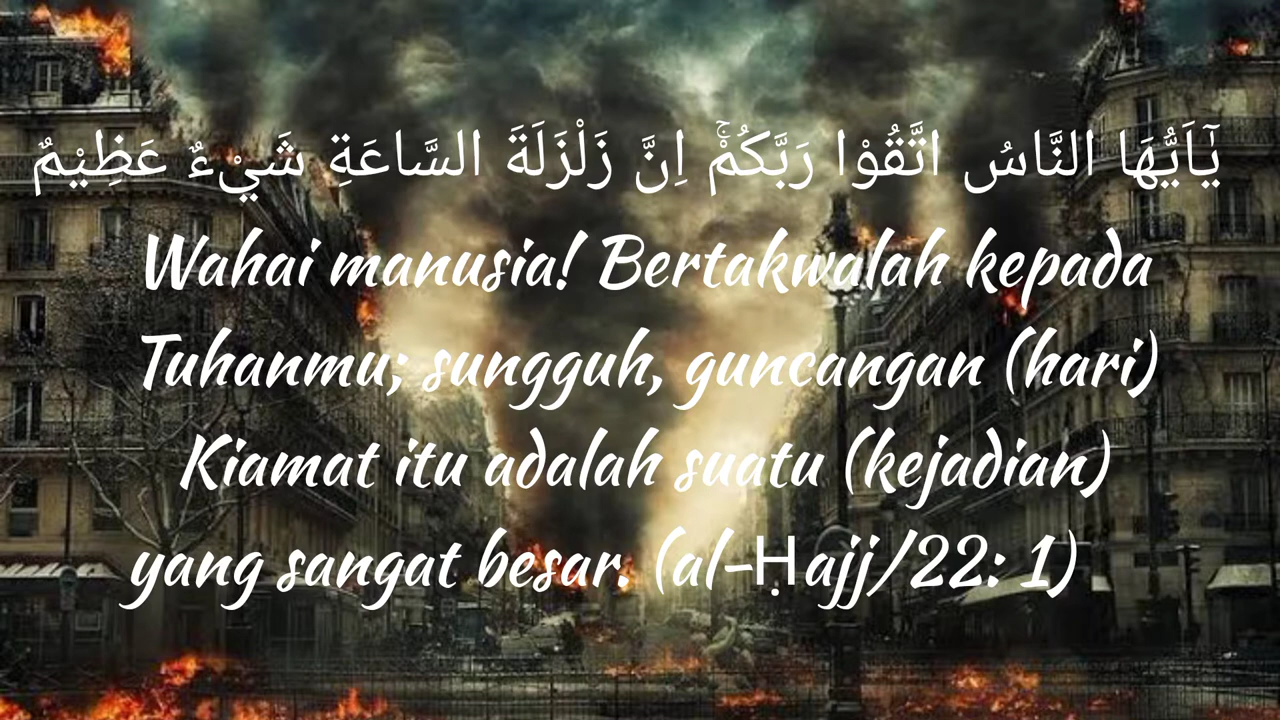 يٰٓاَيُّهَا النَّاسُ اتَّقُوْا رَبَّكُمْۚ اِنَّ زَلْزَلَةَ السَّاعَةِ شَيْءٌ عَظِيْمٌ
Wahai manusia! Bertakwalah kepada
Tuhanmu; sungguh, guncangan (hari)
Kiamat itu adalah suatu (kejadian)
yang sangat besar. (al-Ḥajj/22: 1)